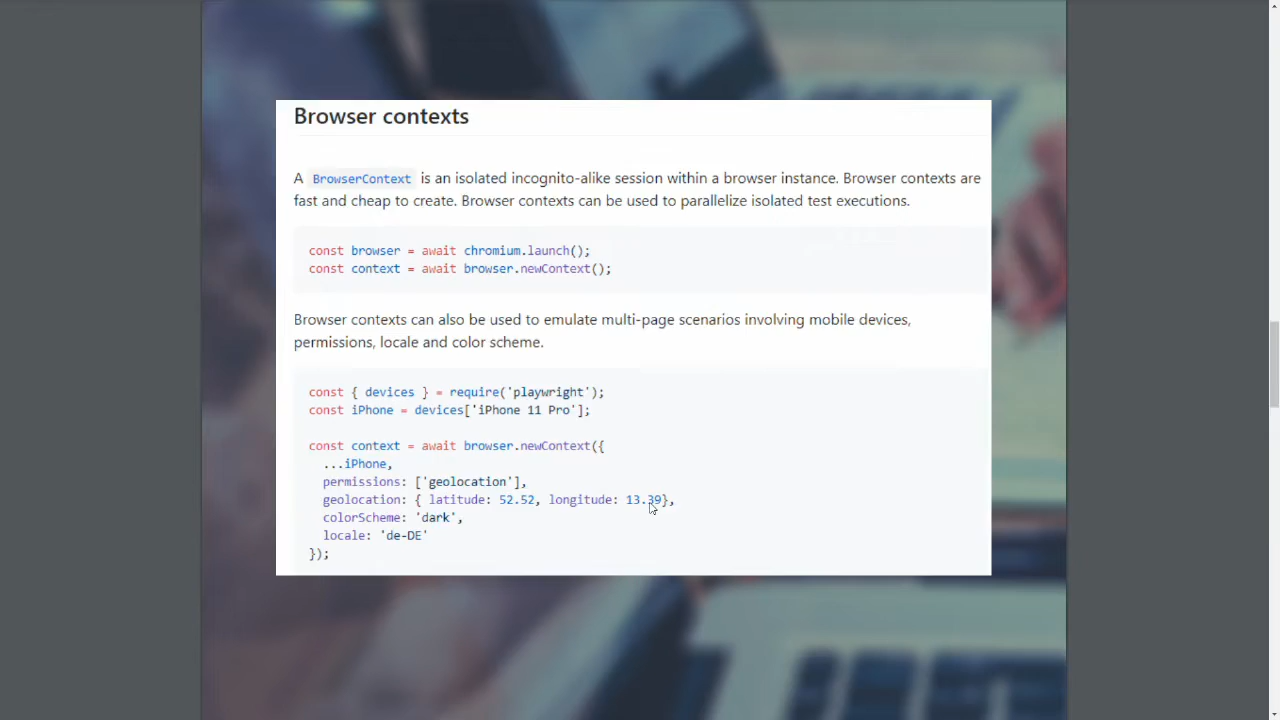 Browser contexts
A BrowserContext is an isolated incognito-alike session within a browser instance. Browser contexts are
fast and cheap to create. Browser contexts can be used to parallelize isolated test executions.
const browser = await chromium.launch();
const context = await browser.newContext();
Browser contexts can also be used to emulate multi-page scenarios involving mobile devices,
permissions, locale and color scheme.
const { devices } = require('playwright');
const iPhone = devices['iPhone 11 Pro'];
const context = await browser.newContext({
...iPhone,
permissions: ['geolocation'],
geolocation: { latitude: 52.52, longitude: 13.39},
colorScheme: 'dark',
locale: 'de-DE'
});